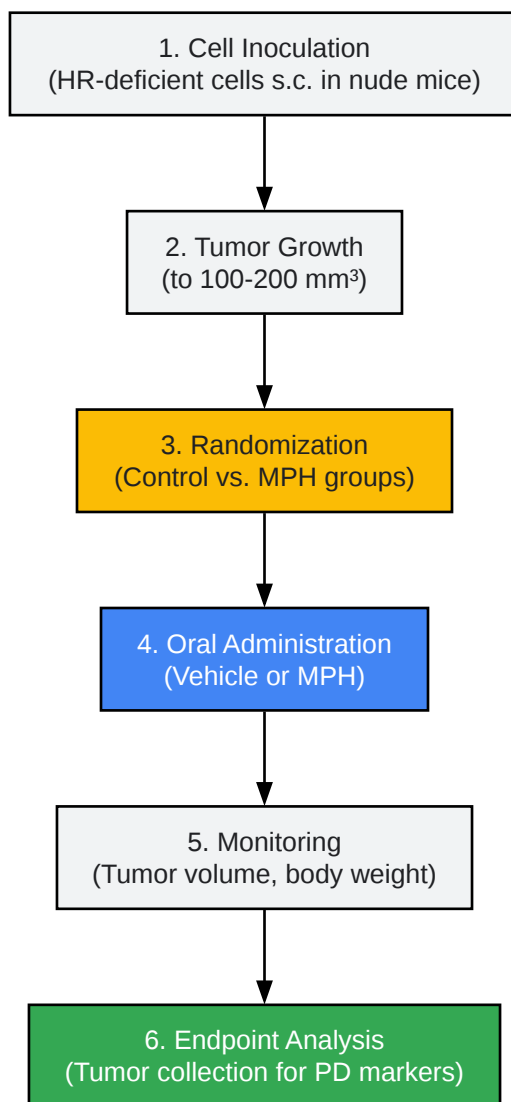 1. Cell Inoculation
(HR-deficient cells s.c. in nude mice)
2. Tumor Growth
(to 100-200 mm³)
3. Randomization
(Control vs. MPH groups)
4. Oral Administration
(Vehicle or MPH)
5. Monitoring
(Tumor volume, body weight)
6. Endpoint Analysis
(Tumor collection for PD markers)